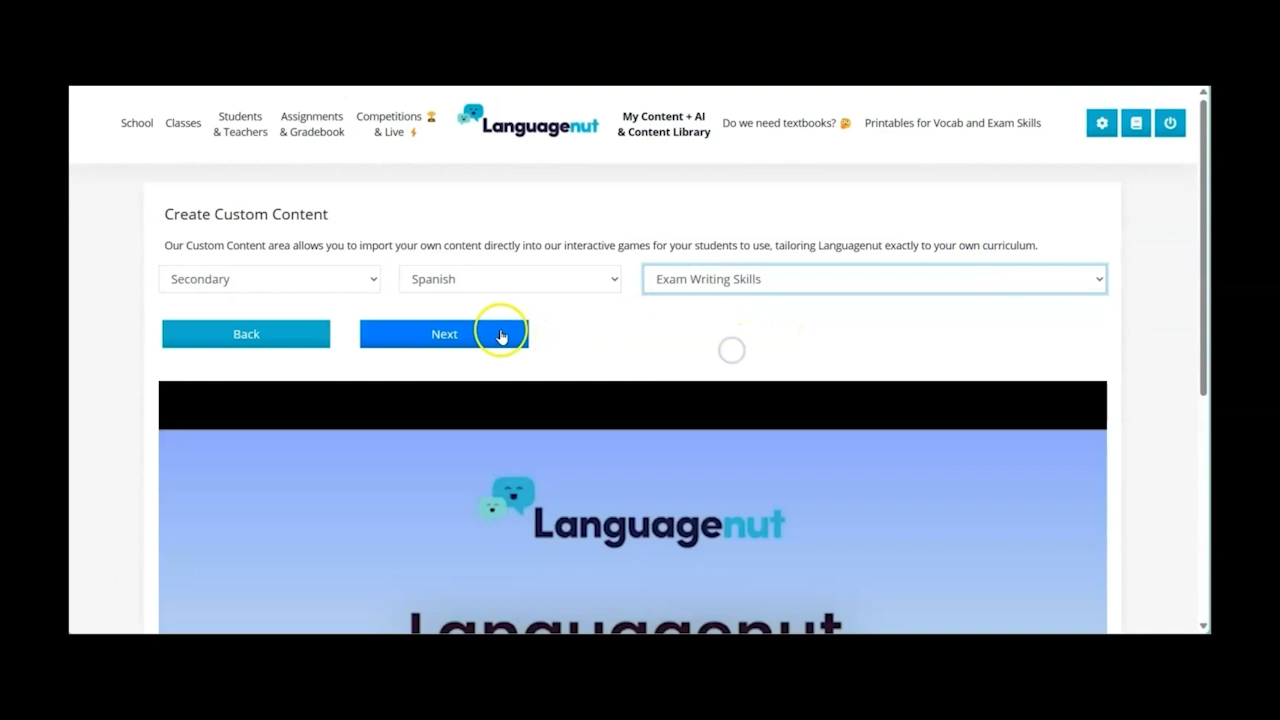 School
Classes
Students
& Teachers
Assignments
& Gradebook
Competitions 🏆
& Live ⚡
Languagenut
My Content + AI
& Content Library
Do we need textbooks? 🤔
Printables for Vocab and Exam Skills
Create Custom Content
Our Custom Content area allows you to import your own content directly into our interactive games for your students to use, tailoring Languagenut exactly to your own curriculum.
Secondary
Spanish
Exam Writing Skills
Back
Next
Languagenut
Languagenut